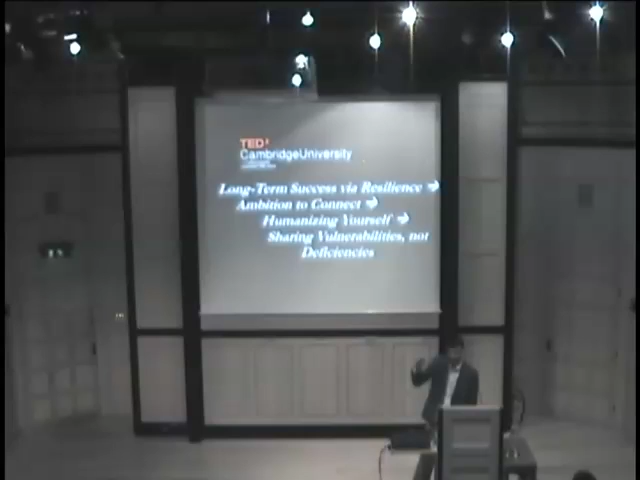 TEDx
CambridgeUniversity
Long-Term Success via Resilience →
Ambition to Connect →
Humanizing Yourself →
Sharing Vulnerabilities, not
Deficiencies